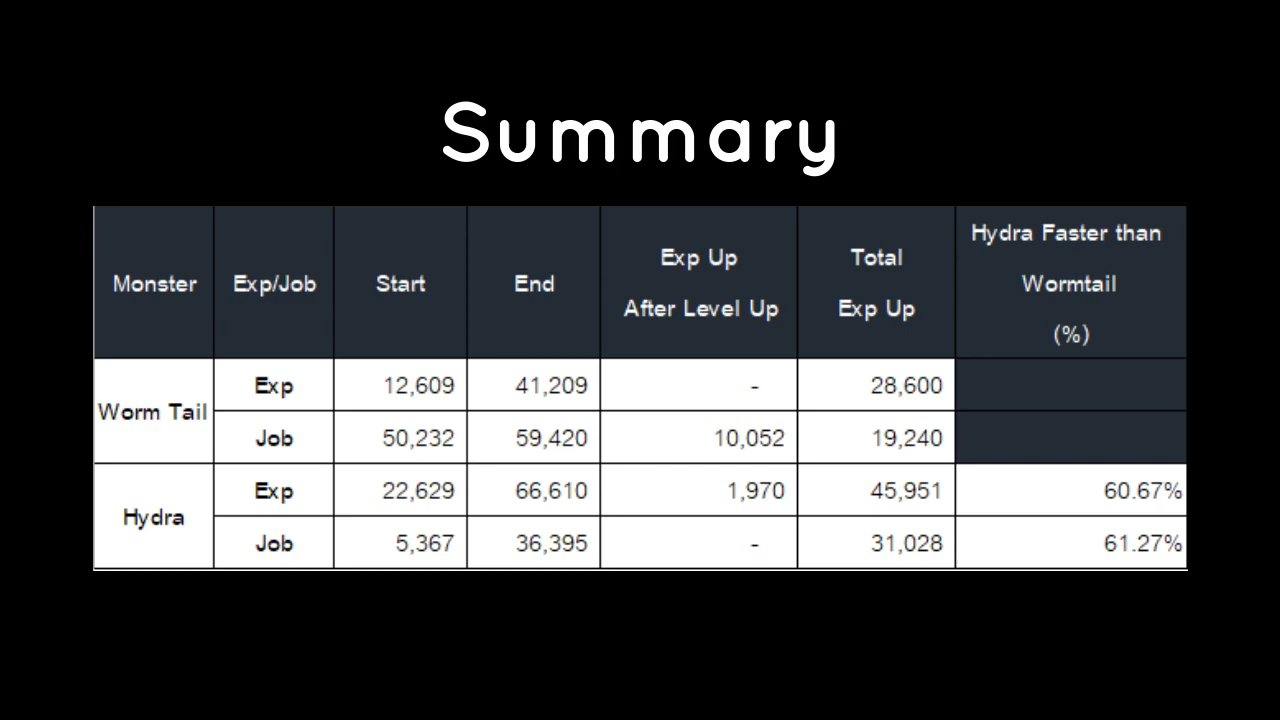 Summary
Monster Exp/Job Start End Exp Up After Level Up Total Exp Up Hydra Faster than Wormtail (%)
Worm Tail Exp 12,609 41,209 - 28,600
Job 50,232 59,420 10,052 19,240
Hydra Exp 22,629 66,610 1,970 45,951 60.67%
Job 5,367 36,395 - 31,028 61.27%